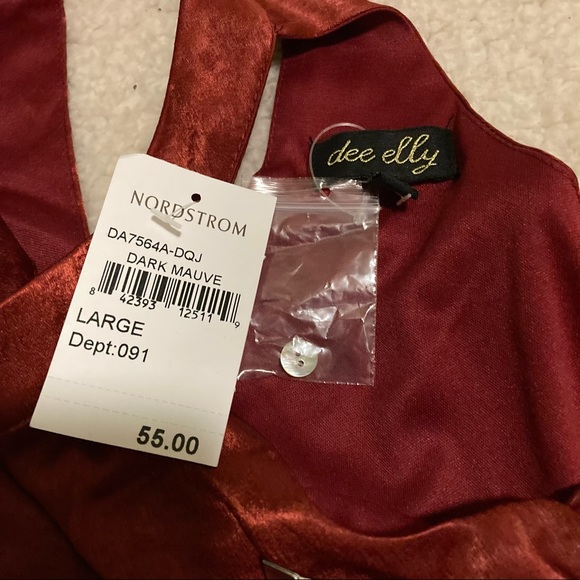 dee elly
NORDSTROM
DA7564A-DQJ
DARK MAUVE
8 42393 12511 9
LARGE
Dept:091
55.00